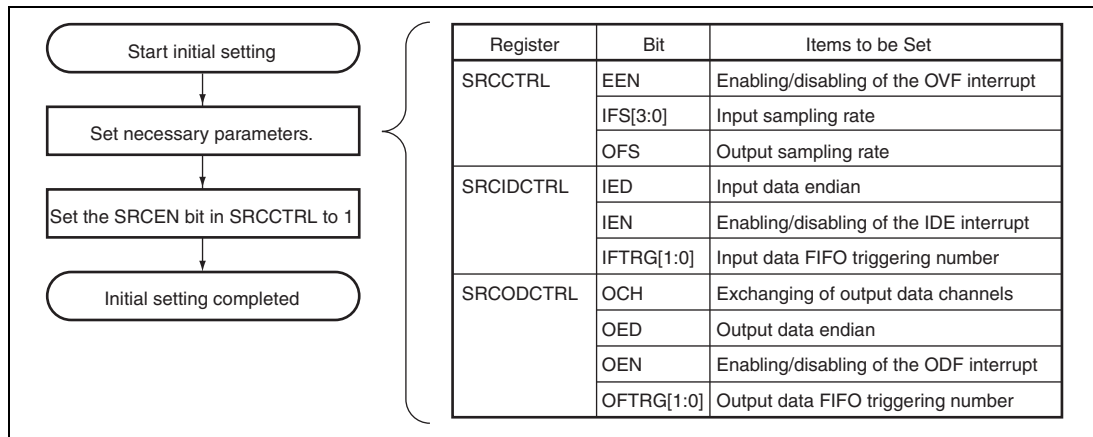 Start initial setting
Set necessary parameters.
Set the SRCEN bit in SRCCTRL to 1
Initial setting completed
Register Bit Items to be Set
SRCCTRL EEN Enabling/disabling of the OVF interrupt
IFS[3:0] Input sampling rate
OFS Output sampling rate
SRCIDCTRL IED Input data endian
IEN Enabling/disabling of the IDE interrupt
IFTRG[1:0] Input data FIFO triggering number
SRCODCTRL OCH Exchanging of output data channels
OED Output data endian
OEN Enabling/disabling of the ODF interrupt
OFTRG[1:0] Output data FIFO triggering number